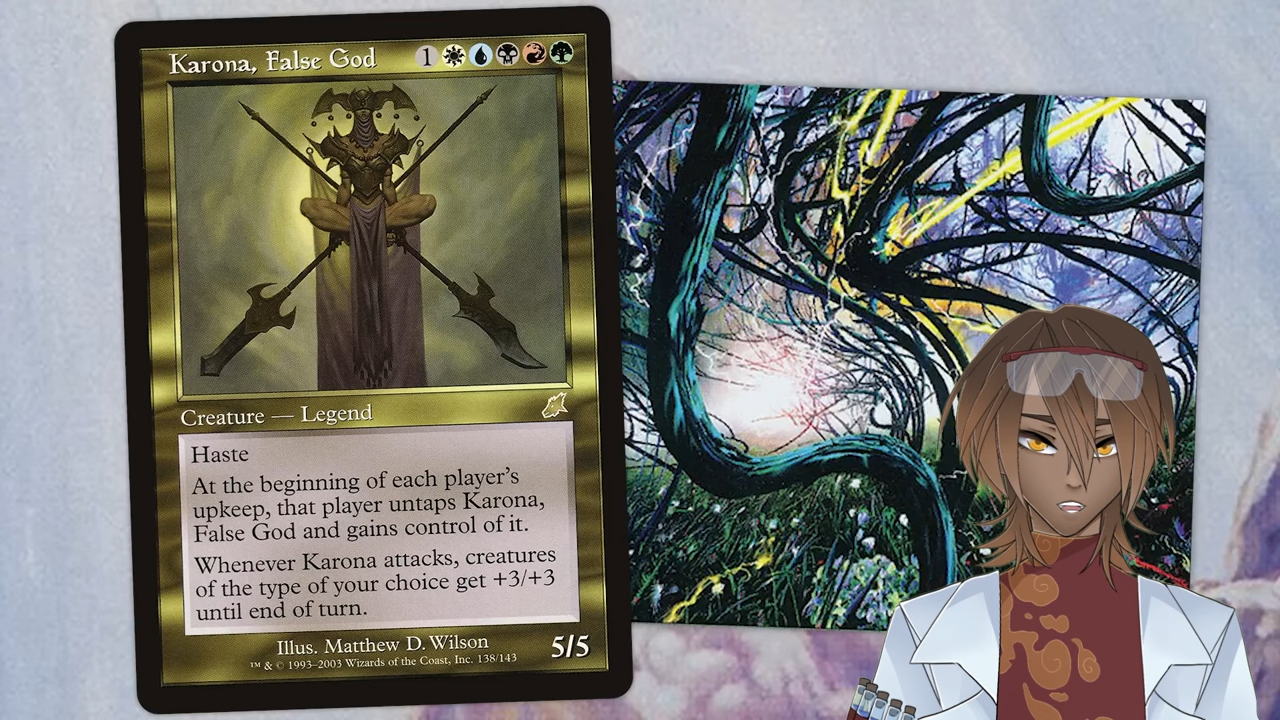 Karona, False God 1
Creature — Legend
Haste
At the beginning of each player's
upkeep, that player untaps Karona,
False God and gains control of it.
Whenever Karona attacks, creatures
of the type of your choice get +3/+3
until end of turn.
Illus. Matthew D. Wilson
™ & © 1993–2003 Wizards of the Coast, Inc. 138/143
5/5